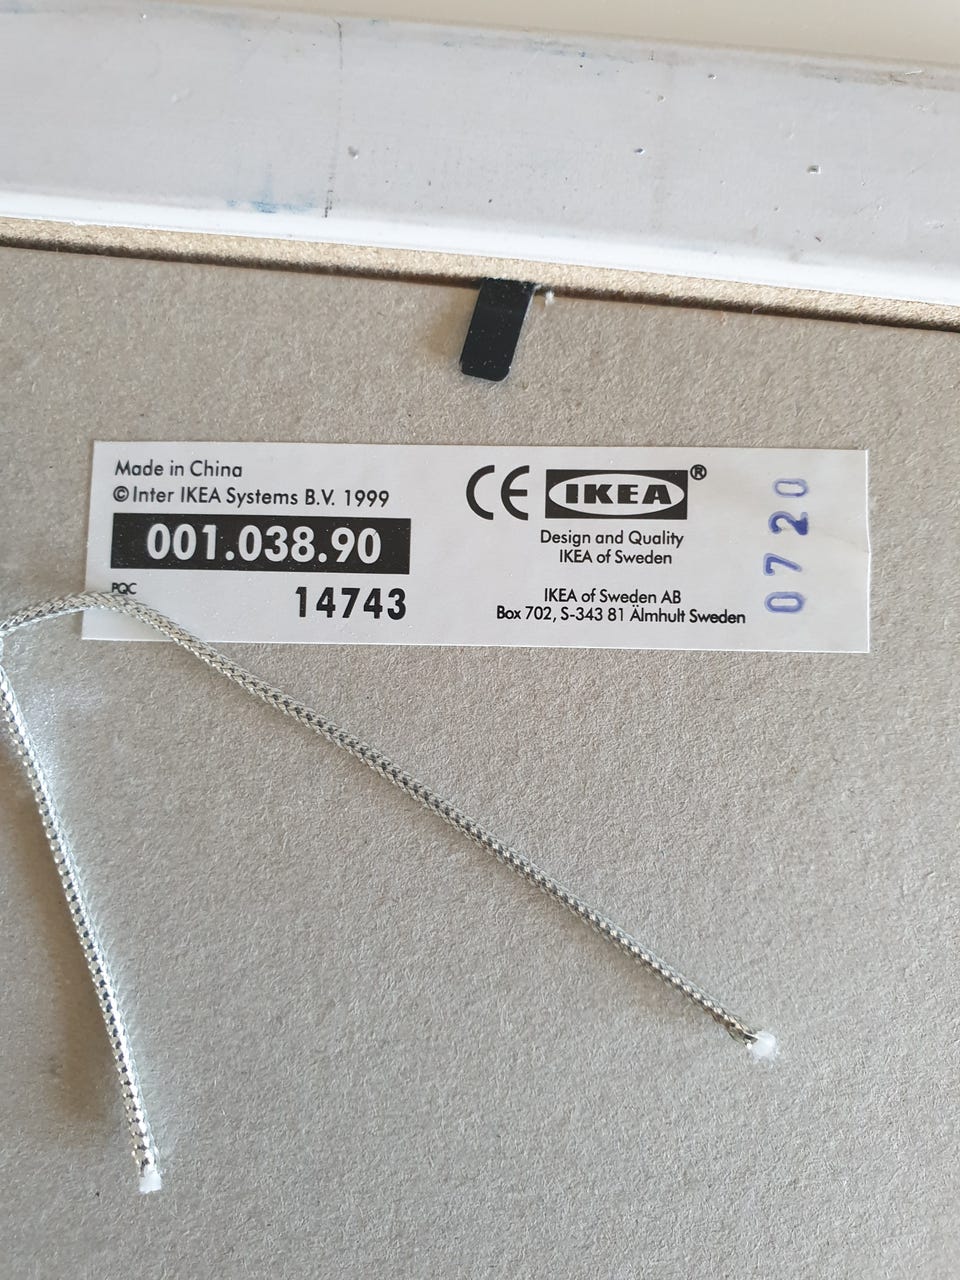 Made in China
© Inter IKEA Systems B.V. 1999
001.038.90
PQC
14743
CE IKEA®
Design and Quality
IKEA of Sweden
IKEA of Sweden AB
Box 702, S-343 81 Älmhult Sweden
0720